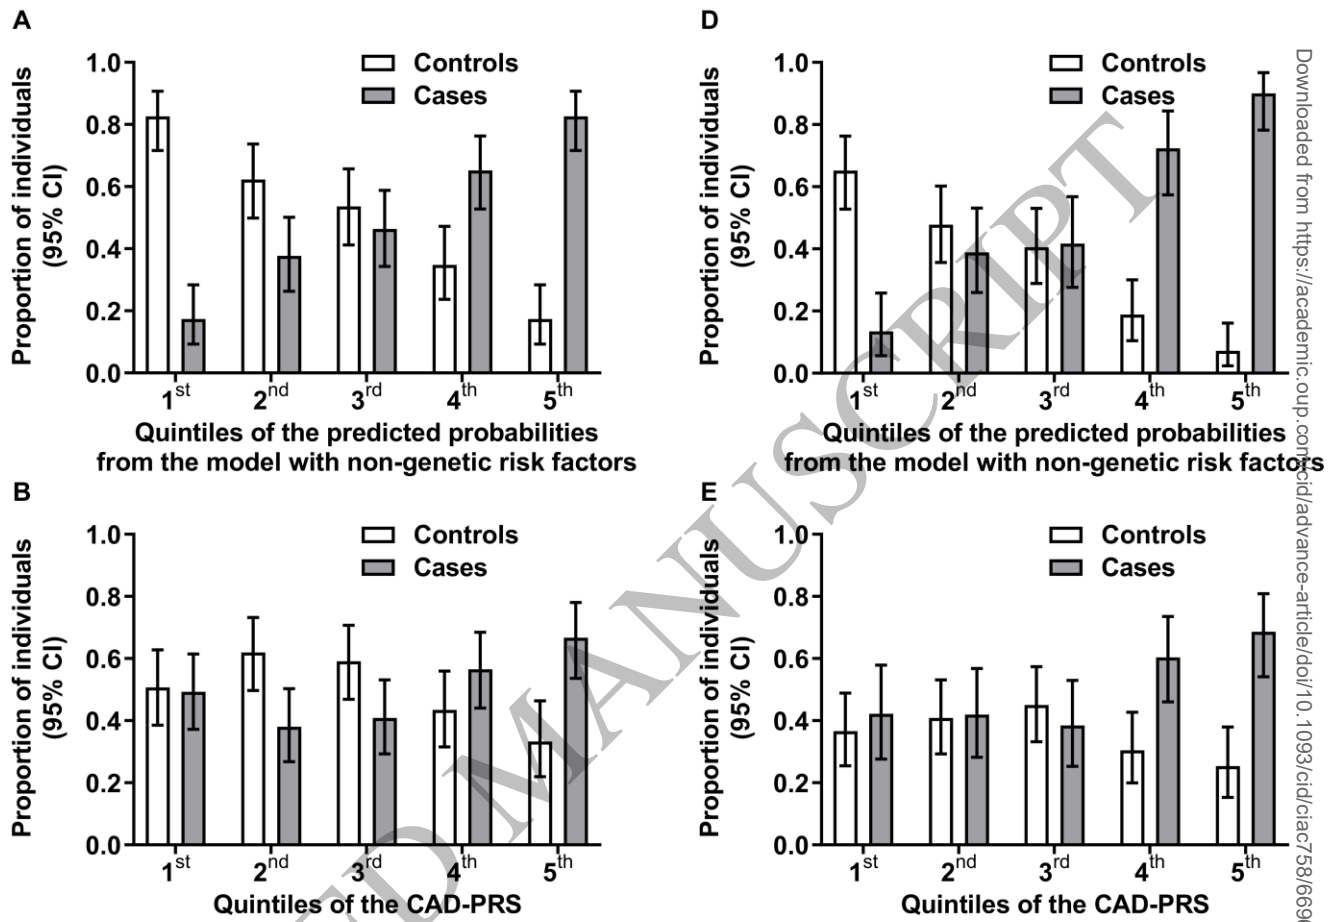 A
Proportion of individuals
(95% CI)
1.0
0.8
0.6
0.4
0.2
0.0
Controls
Cases
1st
2nd
3rd
4th
5th
Quintiles of the predicted probabilities
from the model with non-genetic risk factors
D
Proportion of individuals
(95% CI)
1.0
0.8
0.6
0.4
0.2
0.0
Controls
Cases
1st
2nd
3rd
4th
5th
Quintiles of the predicted probabilities
from the model with non-genetic risk factors
B
Proportion of individuals
(95% CI)
1.0
0.8
0.6
0.4
0.2
0.0
Controls
Cases
1st
2nd
3rd
4th
5th
Quintiles of the CAD-PRS
E
Proportion of individuals
(95% CI)
1.0
0.8
0.6
0.4
0.2
0.0
Controls
Cases
1st
2nd
3rd
4th
5th
Quintiles of the CAD-PRS
D MANUSCRIPT
Downloaded from https://academic.oup.com/cid/advance-article/doi/10.1093/cid/ciac758/669